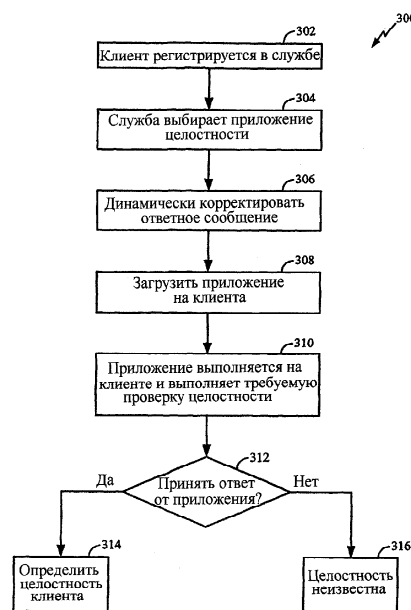 300
302
Клиент регистрируется в службе
304
Служба выбирает приложение
целостности
306
Динамически корректировать
ответное сообщение
308
Загрузить приложение
на клиента
310
Приложение выполняется на
клиенте и выполняет требуемую
проверку целостности
312
Да
Принять ответ
от приложения?
Нет
314
Определить
целостность
клиента
316
Целостность
неизвестна